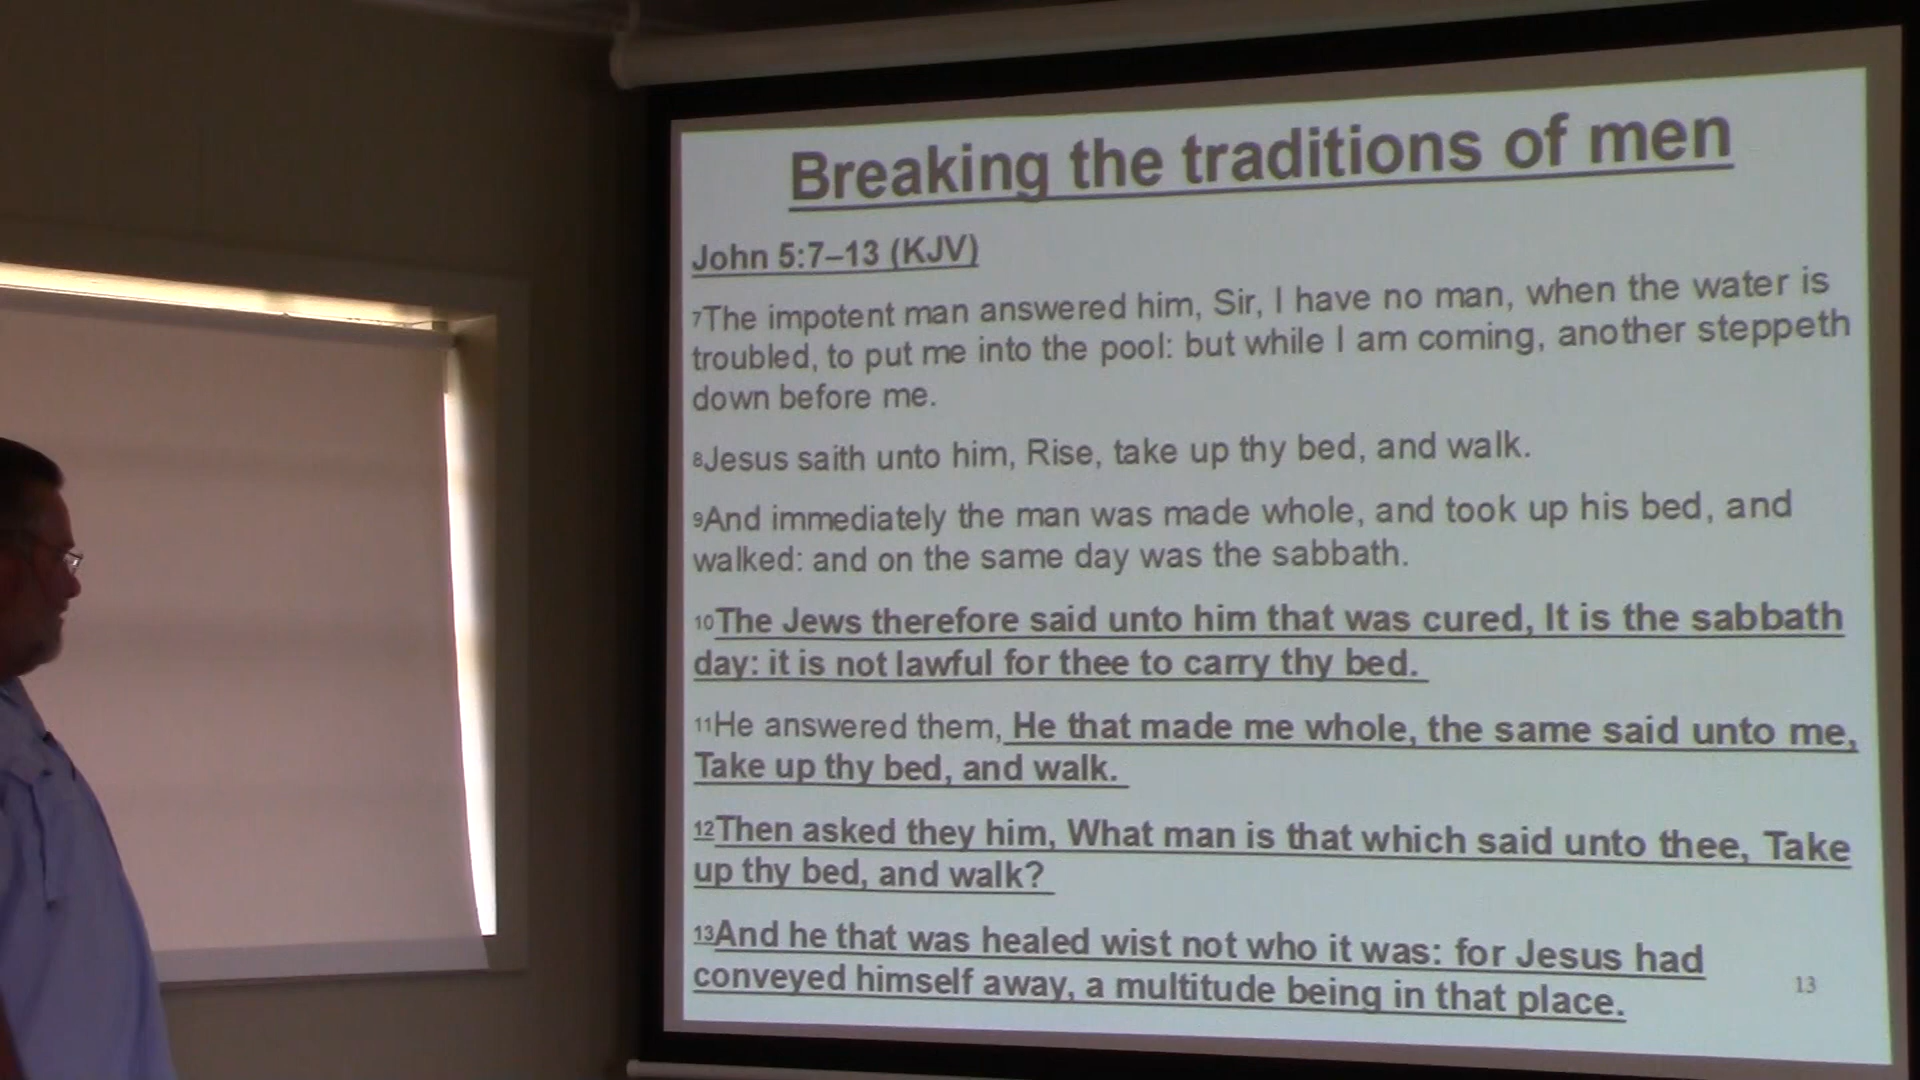 Breaking the traditions of men
John 5:7–13 (KJV)
7The impotent man answered him, Sir, I have no man, when the water is
troubled, to put me into the pool: but while I am coming, another steppeth
down before me.
8Jesus saith unto him, Rise, take up thy bed, and walk.
9And immediately the man was made whole, and took up his bed, and
walked: and on the same day was the sabbath.
10The Jews therefore said unto him that was cured, It is the sabbath
day: it is not lawful for thee to carry thy bed.
11He answered them, He that made me whole, the same said unto me,
Take up thy bed, and walk.
12Then asked they him, What man is that which said unto thee, Take
up thy bed, and walk?
13And he that was healed wist not who it was: for Jesus had
conveyed himself away, a multitude being in that place.
13